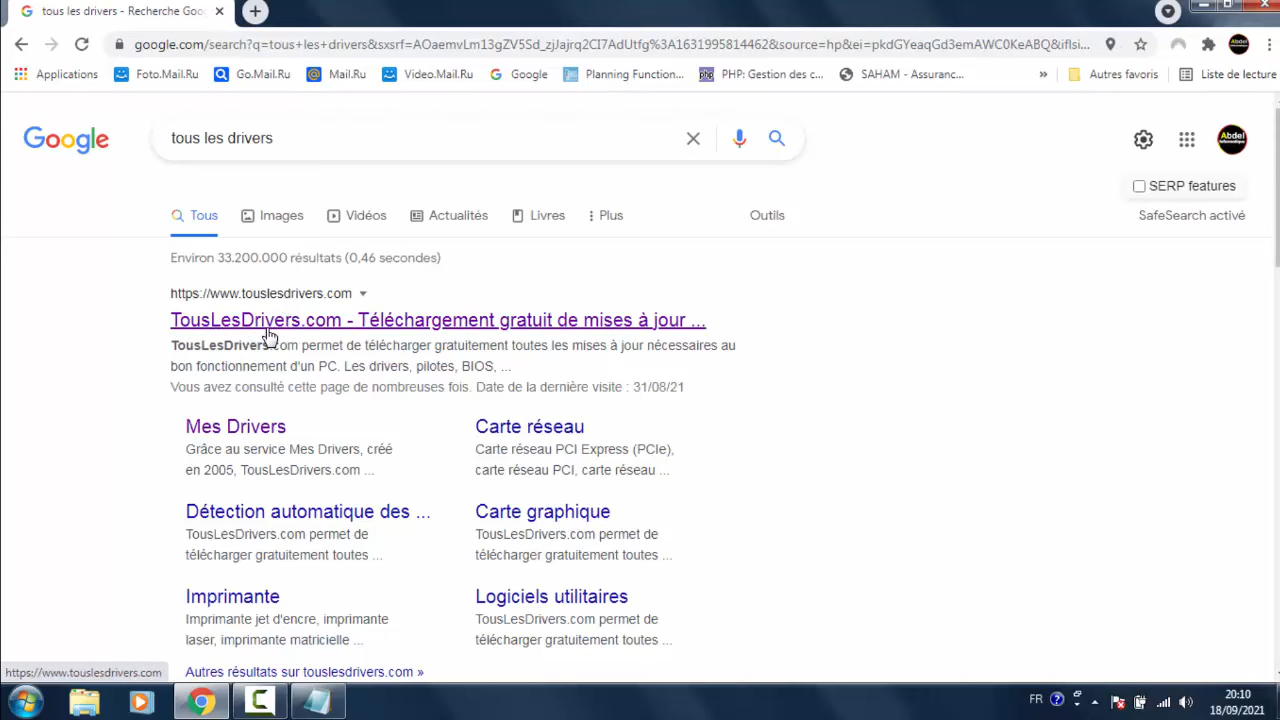 tous les drivers - Recherche Goo
google.com/search?q=tous+les+drivers&sxsrf=
Applications
Foto.Mail.Ru
Go.Mail.Ru
Mail.Ru
Video.Mail.Ru
Google
Planning Function...
PHP: Gestion des c...
SAHAM - Assuranc...
»
Autres favoris
Liste de lecture
Google
tous les drivers
Abdel
Informatique
SERP features
Tous
Images
Vidéos
Actualités
Livres
Plus
Outils
SafeSearch activé
Environ 33.200.000 résultats (0,46 secondes)
https://www.touslesdrivers.com
TousLesDrivers.com - Téléchargement gratuit de mises à jour ...
TousLesDrivers.com permet de télécharger gratuitement toutes les mises à jour nécessaires au
bon fonctionnement d'un PC. Les drivers, pilotes, BIOS, ...
Vous avez consulté cette page de nombreuses fois. Date de la dernière visite : 31/08/21
Mes Drivers
Grâce au service Mes Drivers, créé
en 2005, TousLesDrivers.com ...
Carte réseau
Carte réseau PCI Express (PCIe),
carte réseau PCI, carte réseau ...
Détection automatique des ...
TousLesDrivers.com permet de
télécharger gratuitement toutes ...
Carte graphique
TousLesDrivers.com permet de
télécharger gratuitement toutes ...
Imprimante
Imprimante jet d'encre, imprimante
laser, imprimante matricielle ...
Logiciels utilitaires
TousLesDrivers.com permet de
télécharger gratuitement toutes ...
Autres résultats sur touslesdrivers.com »
https://www.touslesdrivers.com
FR
20:10
18/09/2021